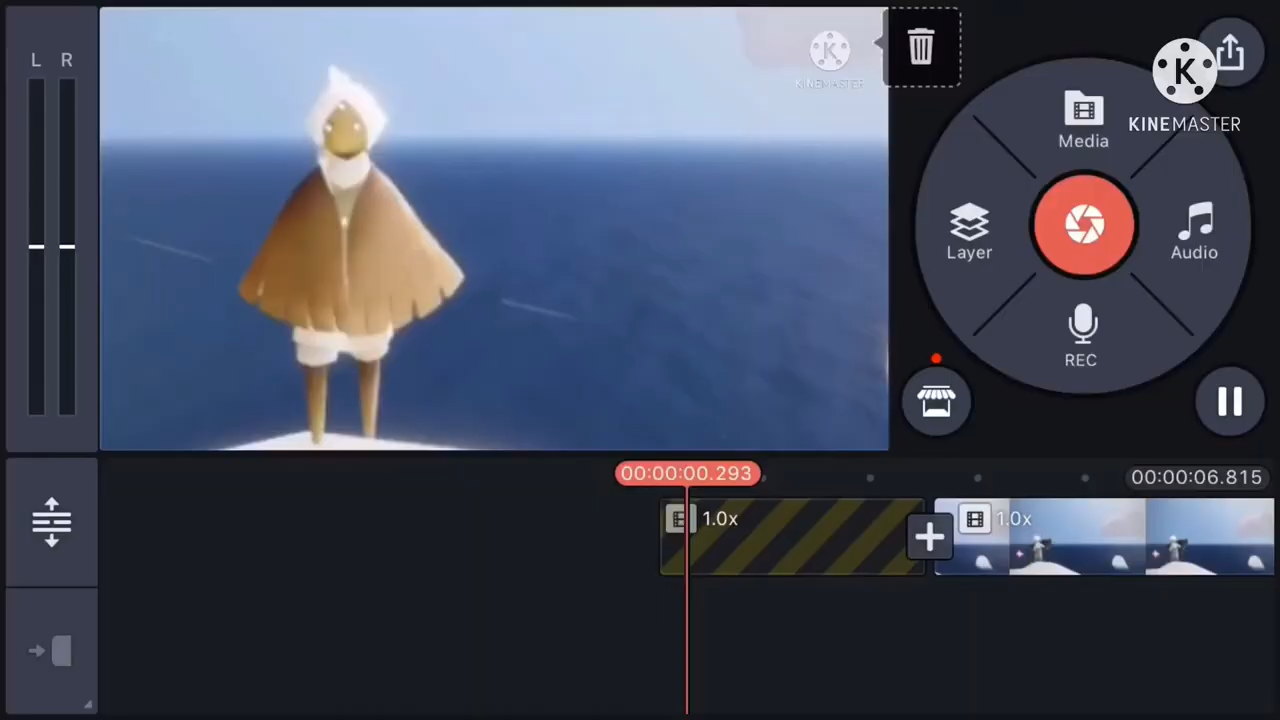 L R
K
KINEMASTER
K
KINEMASTER
Media
Layer
Audio
REC
00:00:00.293
00:00:06.815
1.0x
1.0x